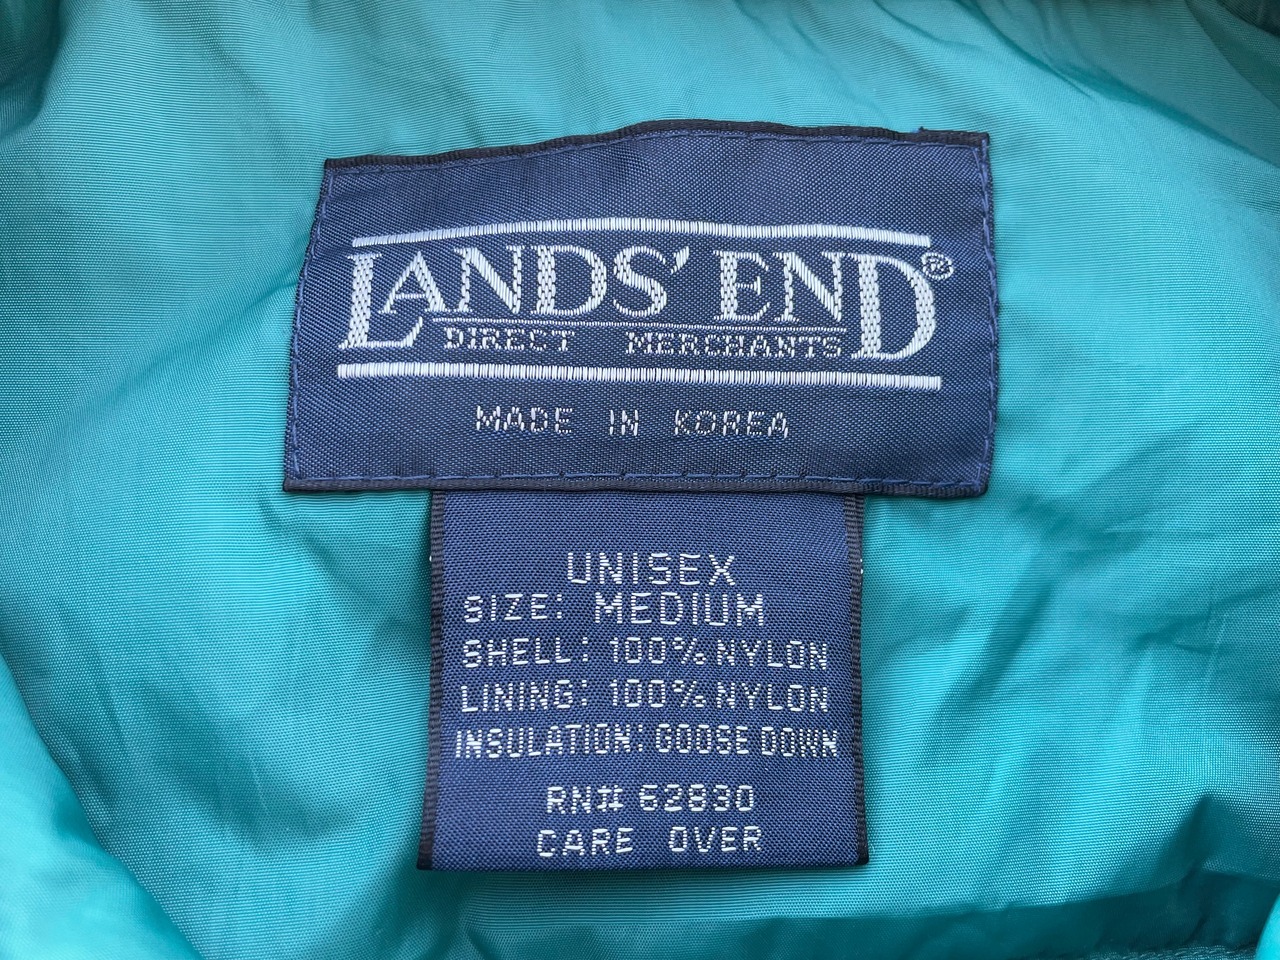 LANDS' END®
DIRECT MERCHANTS
MADE IN KOREA
UNISEX
SIZE: MEDIUM
SHELL: 100% NYLON
LINING: 100% NYLON
INSULATION: GOOSE DOWN
RN# 62830
CARE OVER